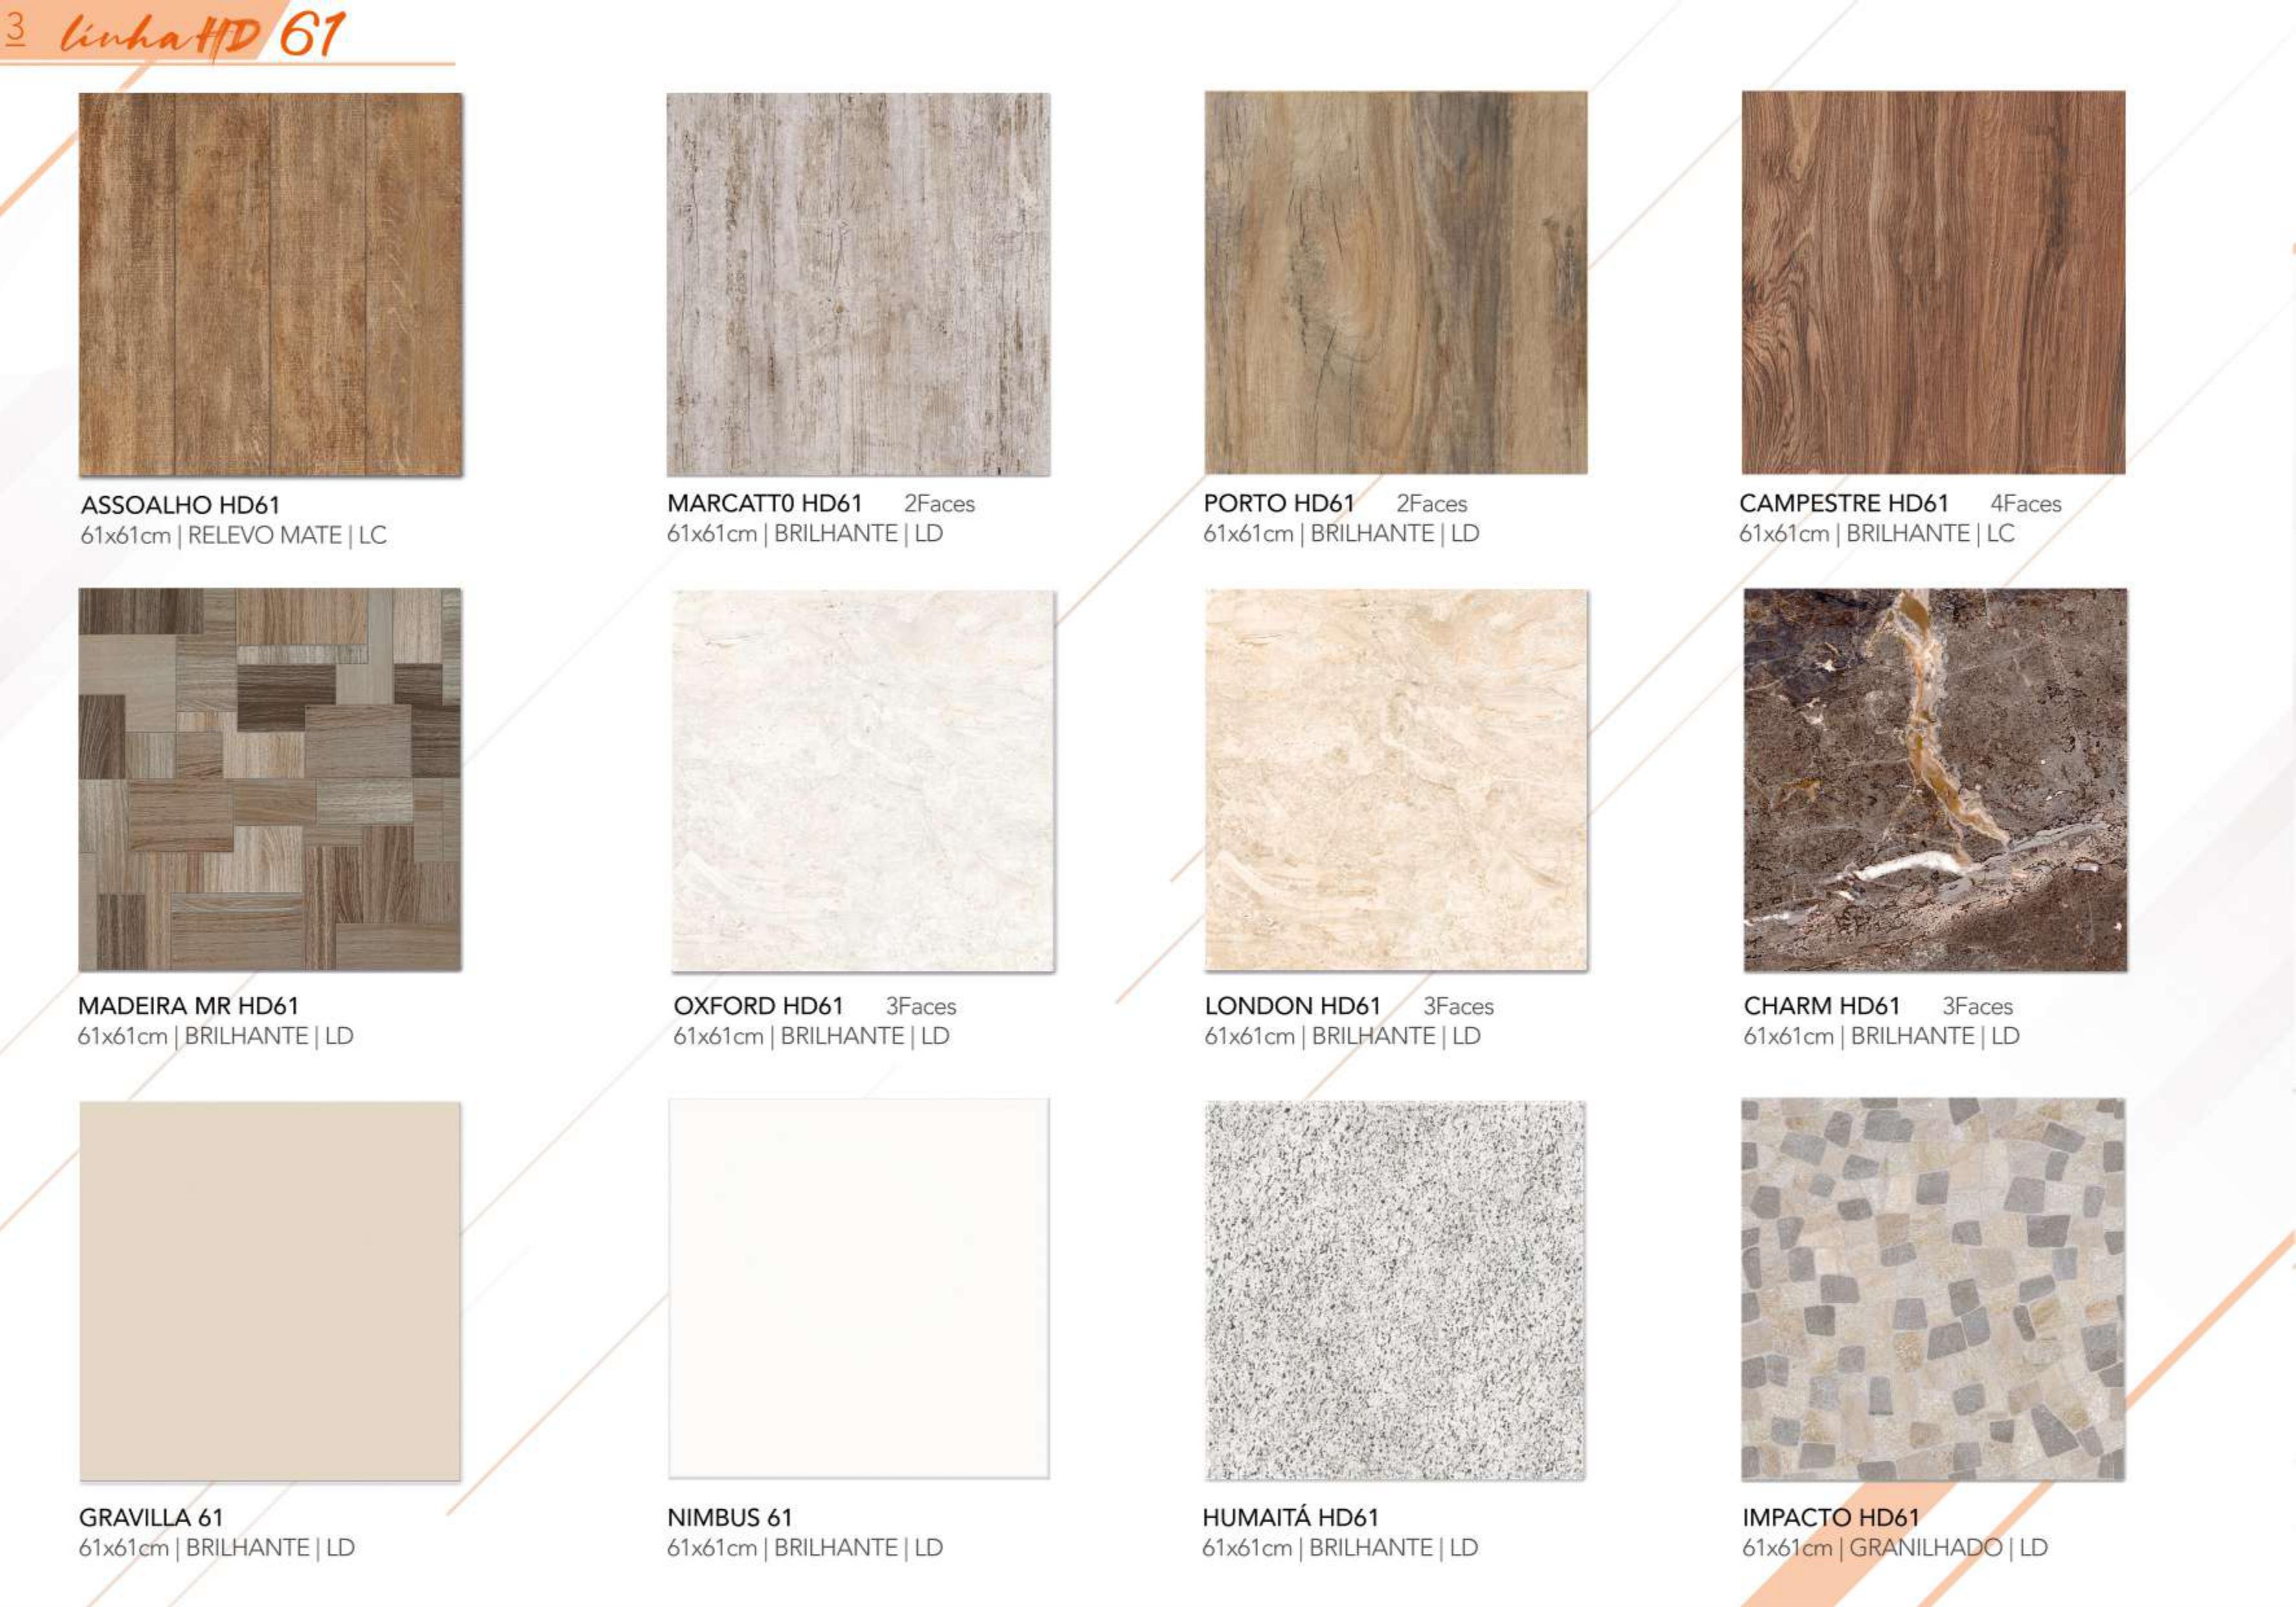 3 linha HD 61
ASSOALHO HD61
61x61cm | RELEVO MATE | LC
MARCATT0 HD61 2Faces
61x61cm | BRILHANTE | LD
PORTO HD61 2Faces
61x61cm | BRILHANTE | LD
CAMPESTRE HD61 4Faces
61x61cm | BRILHANTE | LC
MADEIRA MR HD61
61x61cm | BRILHANTE | LD
OXFORD HD61 3Faces
61x61cm | BRILHANTE | LD
LONDON HD61 3Faces
61x61cm | BRILHANTE | LD
CHARM HD61 3Faces
61x61cm | BRILHANTE | LD
GRAVILLA 61
61x61cm | BRILHANTE | LD
NIMBUS 61
61x61cm | BRILHANTE | LD
HUMAITÁ HD61
61x61cm | BRILHANTE | LD
IMPACTO HD61
61x61cm | GRANILHADO | LD